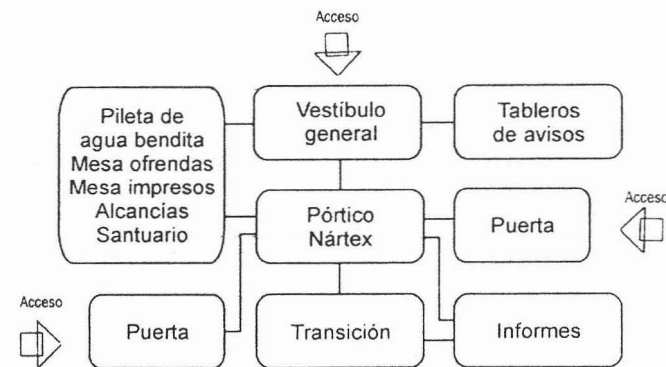 Acceso
Pileta de
agua bendita
Mesa ofrendas
Mesa impresos
Alcancías
Santuario
Vestíbulo
general
Tableros
de avisos
Pórtico
Nártex
Puerta
Acceso
Acceso
Puerta
Transición
Informes